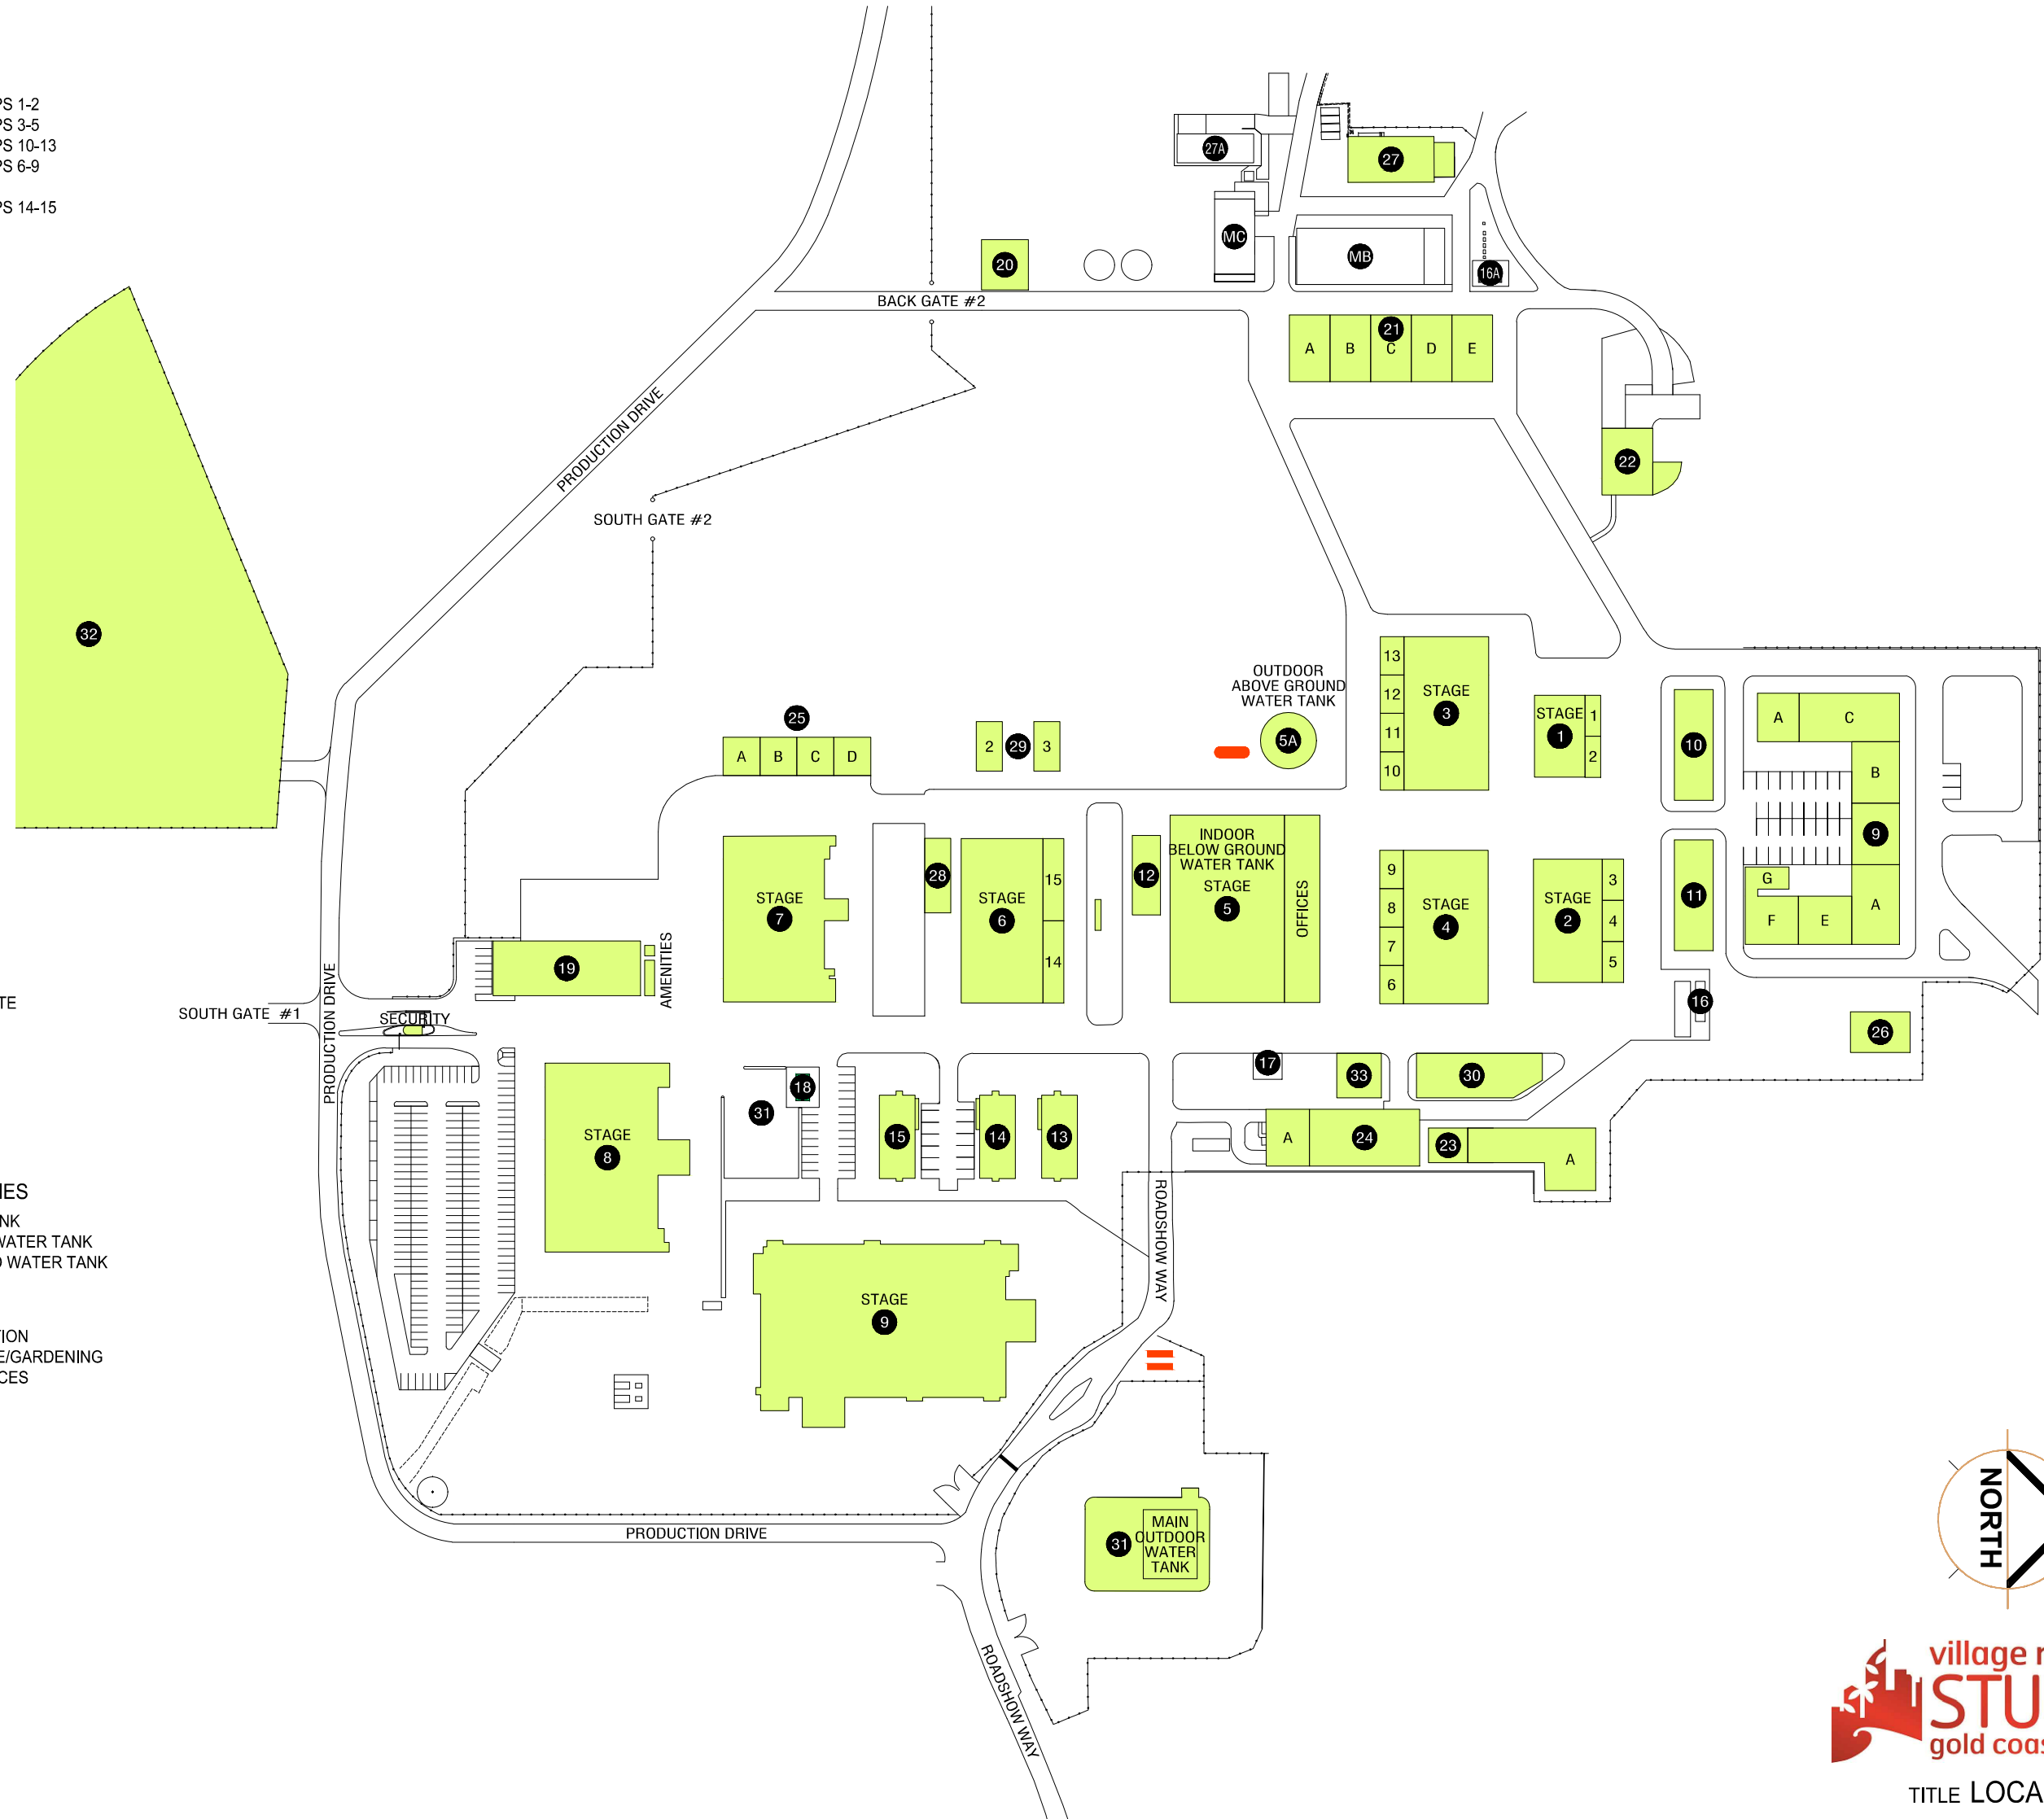 PS 1-2
PS 3-5
PS 10-13
PS 6-9
PS 14-15
27A
27
MC
MB
16A
20
BACK GATE #2
21
A
B
C
D
E
PRODUCTION DRIVE
22
SOUTH GATE #2
32
13
12
11
10
STAGE
3
OUTDOOR
ABOVE GROUND
WATER TANK
5A
STAGE
1
1
2
10
A
C
B
9
A
G
F
E
25
A
B
C
D
2
29
3
STAGE
7
28
STAGE
6
15
14
12
INDOOR
BELOW GROUND
WATER TANK
STAGE
5
OFFICES
9
8
7
6
STAGE
4
STAGE
2
3
4
5
11
16
26
19
AMENITIES
TE
SOUTH GATE #1
SECURITY
PRODUCTION DRIVE
STAGE
8
18
31
15
14
13
17
33
30
A
24
23
A
IES
NK
WATER TANK
D WATER TANK
TION
E/GARDENING
CES
STAGE
9
ROADSHOW WAY
PRODUCTION DRIVE
31
MAIN
OUTDOOR
WATER
TANK
ROADSHOW WAY
NORTH
village r
STU
gold coas
TITLE LOCA